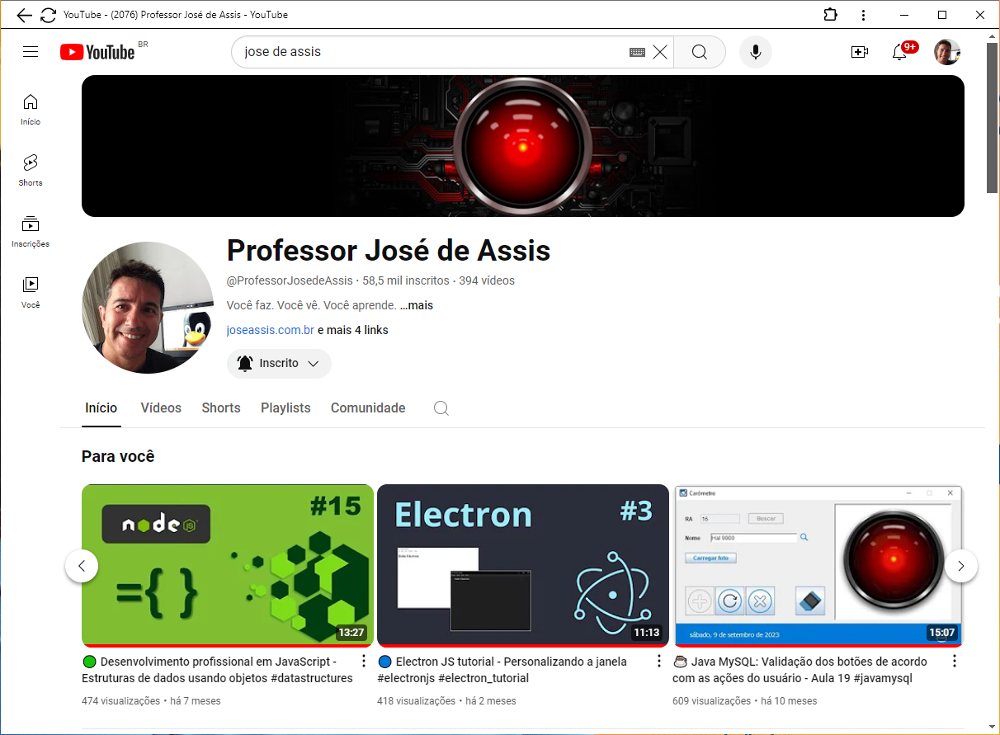 YouTube - (2076) Professor José de Assis - YouTube
YouTube BR
jose de assis
9+
Início
Shorts
Inscrições
Você
Professor José de Assis
@ProfessorJosedeAssis · 58,5 mil inscritos · 394 vídeos
Você faz. Você vê. Você aprende. ...mais
joseassis.com.br e mais 4 links
Inscrito
Início Vídeos Shorts Playlists Comunidade
Para você
node JS
#15
={}
13:27
Desenvolvimento profissional em JavaScript -
Estruturas de dados usando objetos #datastructures
474 visualizações • há 7 meses
Electron #3
11:13
Electron JS tutorial - Personalizando a janela
#electronjs #electron_tutorial
418 visualizações • há 2 meses
Carômetro
RA 16 Buscar
Nome Hal 9000
Carregar foto
sábado, 9 de setembro de 2023
15:07
Java MySQL: Validação dos botões de acordo
com as ações do usuário - Aula 19 #javamysql
609 visualizações • há 10 meses